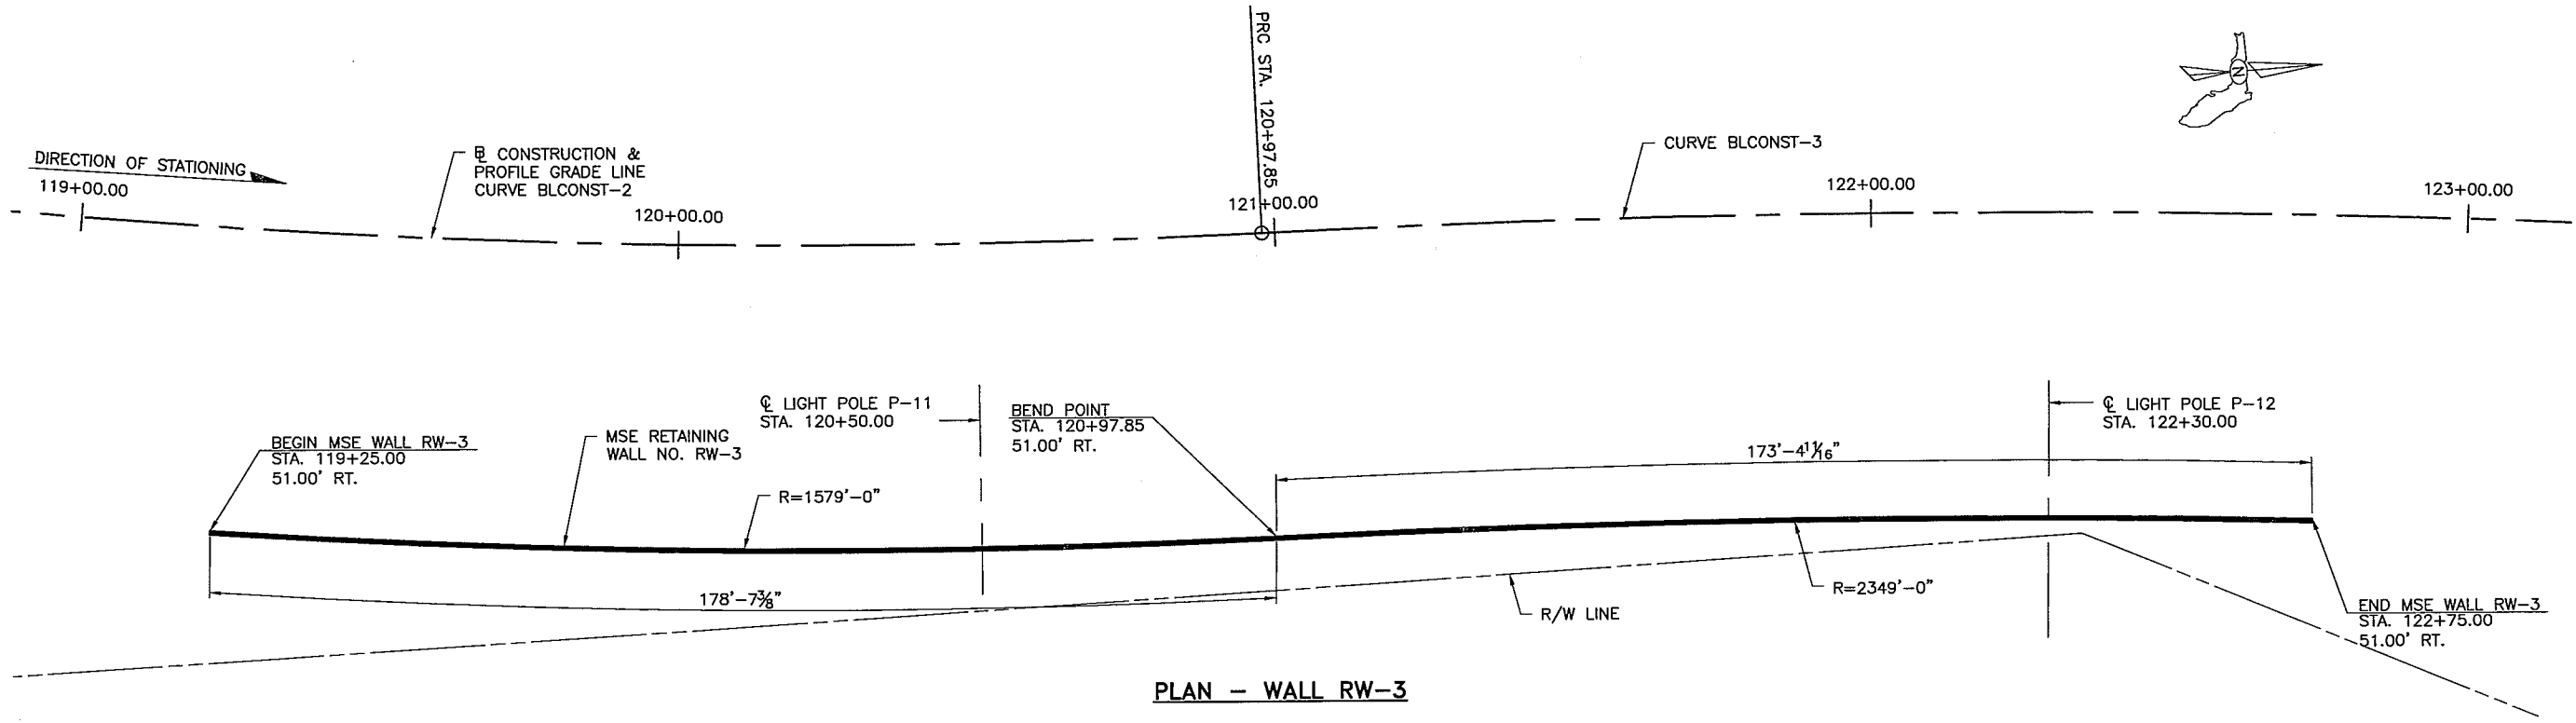 PRC STA. 120+97.85
N
DIRECTION OF STATIONING
119+00.00
℄ CONSTRUCTION &
PROFILE GRADE LINE
CURVE BLCONST-2
120+00.00
121+00.00
CURVE BLCONST-3
122+00.00
123+00.00
BEGIN MSE WALL RW-3
STA. 119+25.00
51.00' RT.
MSE RETAINING
WALL NO. RW-3
R=1579'-0"
℄ LIGHT POLE P-11
STA. 120+50.00
BEND POINT
STA. 120+97.85
51.00' RT.
173'-4 11/16"
℄ LIGHT POLE P-12
STA. 122+30.00
178'-7 3/8"
R/W LINE
R=2349'-0"
END MSE WALL RW-3
STA. 122+75.00
51.00' RT.
PLAN - WALL RW-3